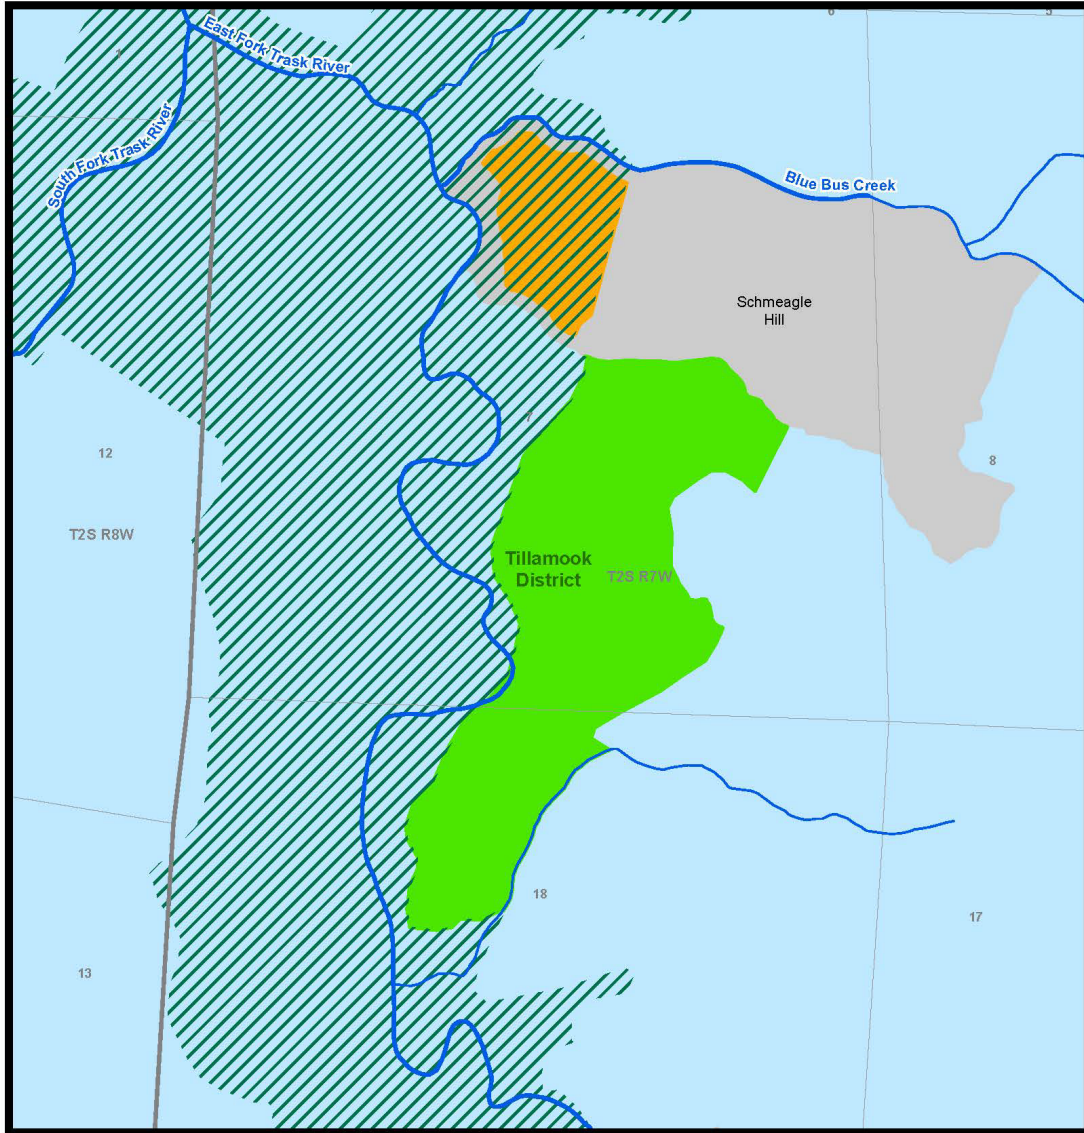 6
5
1
East Fork Trask River
South Fork Trask River
Blue Bus Creek
Schmeagle
Hill
7
12
8
T2S R8W
Tillamook
District
T2S R7W
18
17
13